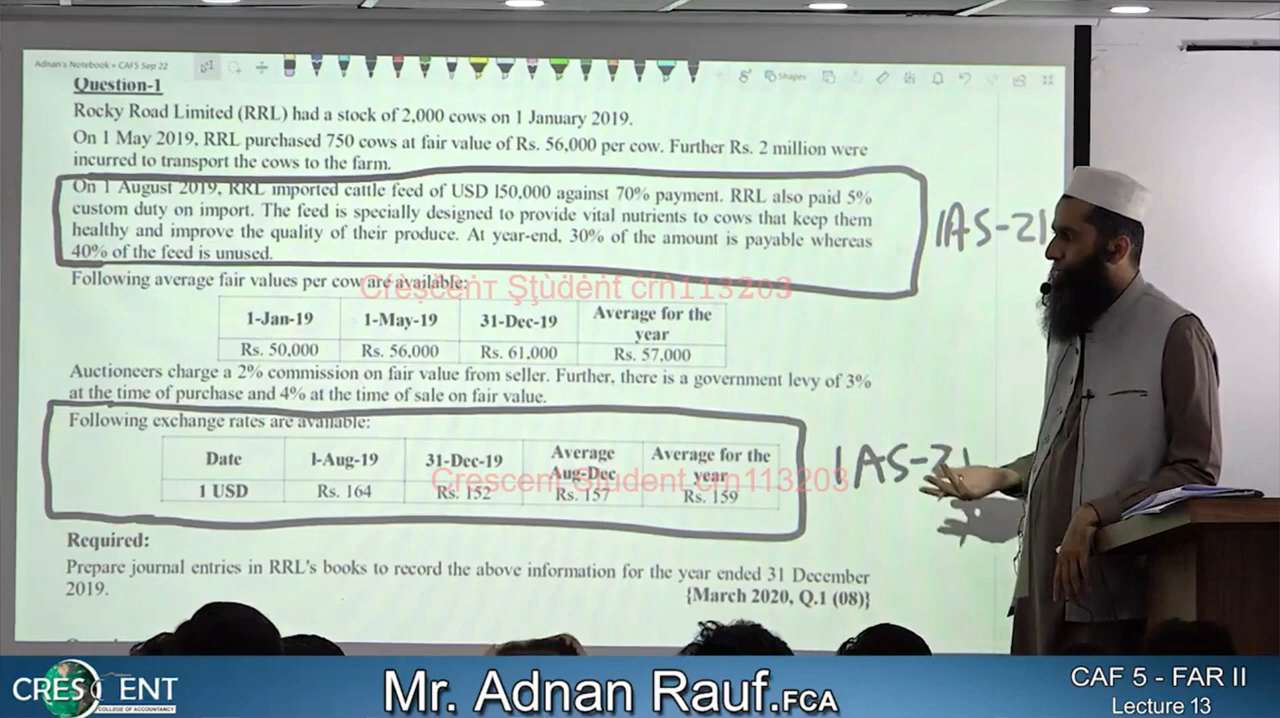 Adnan's Notebook » CAF5 Sep 22
Shapes
Question-1
Rocky Road Limited (RRL) had a stock of 2,000 cows on 1 January 2019.
On 1 May 2019, RRL purchased 750 cows at fair value of Rs. 56,000 per cow. Further Rs. 2 million were
incurred to transport the cows to the farm.
On 1 August 2019, RRL imported cattle feed of USD 150,000 against 70% payment. RRL also paid 5%
custom duty on import. The feed is specially designed to provide vital nutrients to cows that keep them
healthy and improve the quality of their produce. At year-end, 30% of the amount is payable whereas
40% of the feed is unused.
IAS-21
Following average fair values per cow are available:
1-Jan-19 1-May-19 31-Dec-19 Average for the year
Rs. 50,000 Rs. 56,000 Rs. 61,000 Rs. 57,000
Auctioneers charge a 2% commission on fair value from seller. Further, there is a government levy of 3%
at the time of purchase and 4% at the time of sale on fair value.
Following exchange rates are available:
Date 1-Aug-19 31-Dec-19 Average Aug-Dec Average for the year
1 USD Rs. 164 Rs. 152 Rs. 157 Rs. 159
IAS-21
Crescent Student crn113203
Required:
Prepare journal entries in RRL's books to record the above information for the year ended 31 December
2019.
{March 2020, Q.1 (08)}
CRESCENT
COLLEGE OF ACCOUNTANCY
Mr. Adnan Rauf.FCA
CAF 5 - FAR II
Lecture 13